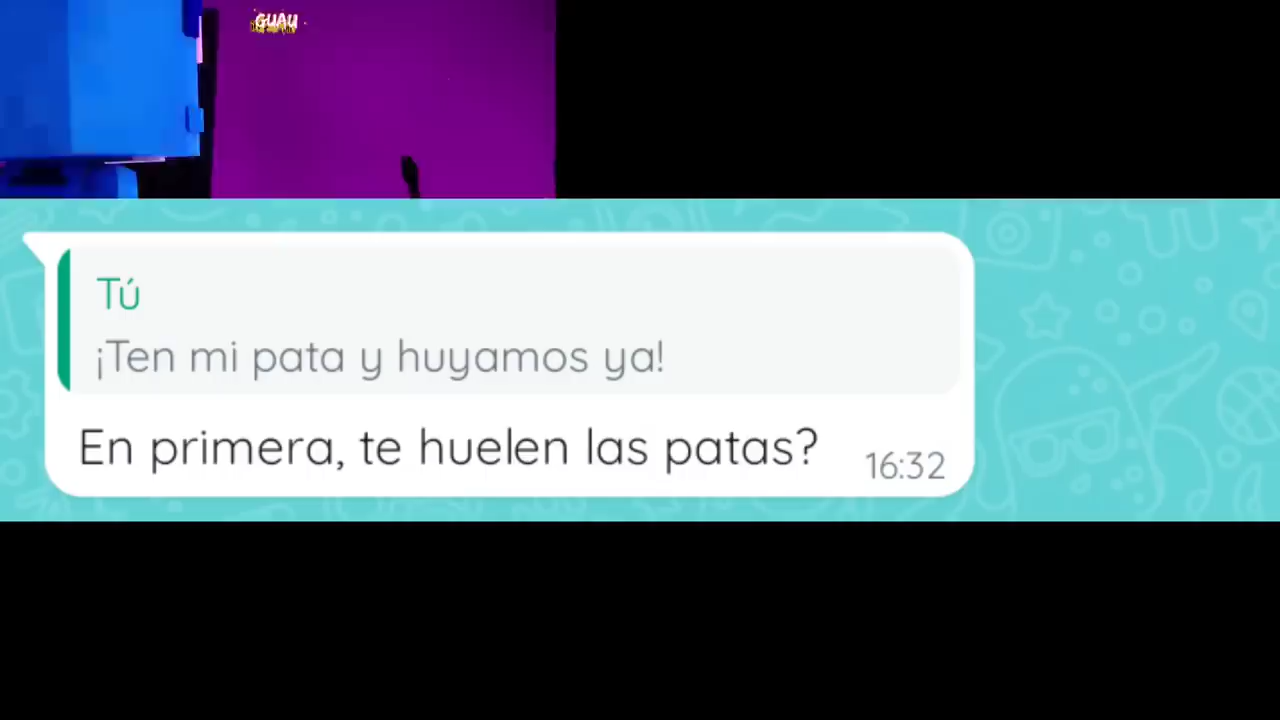 GUAU
Tú
¡Ten mi pata y huyamos ya!
En primera, te huelen las patas?
16:32